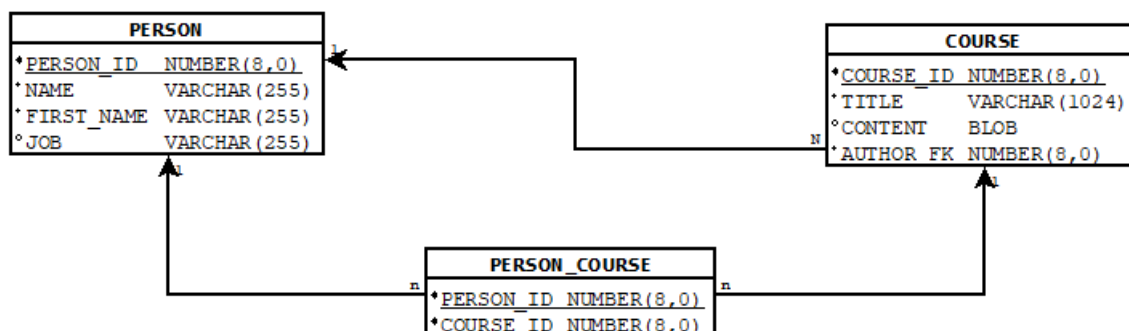 PERSON
PERSON_ID NUMBER(8,0)
NAME VARCHAR(255)
FIRST_NAME VARCHAR(255)
JOB VARCHAR(255)
1
1
COURSE
COURSE_ID NUMBER(8,0)
TITLE VARCHAR(1024)
CONTENT BLOB
AUTHOR_FK NUMBER(8,0)
N
1
PERSON_COURSE
n
PERSON_ID NUMBER(8,0)
n
COURSE_ID NUMBER(8,0)